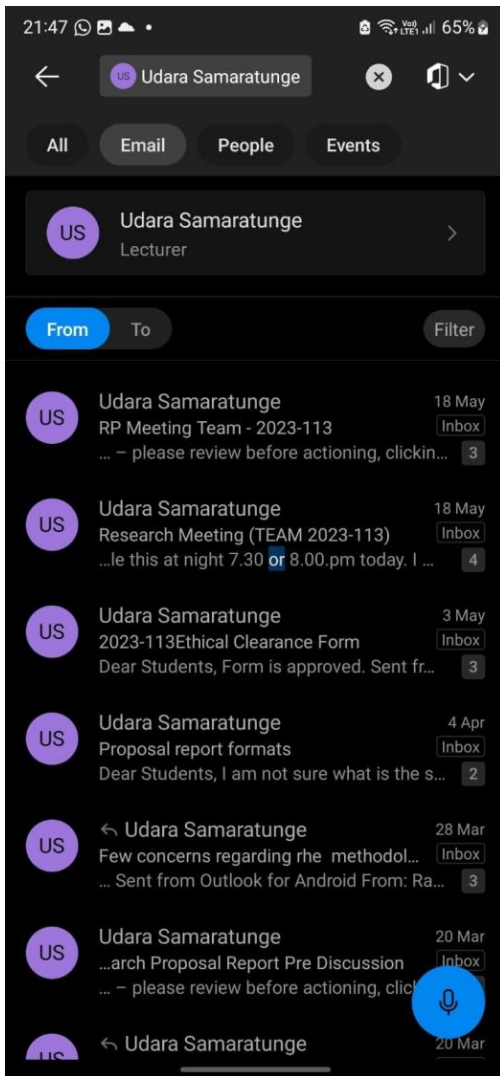 21:47 65%
Vo))
LTE1
US Udara Samaratunge
All Email People Events
US Udara Samaratunge
Lecturer
From To Filter
US Udara Samaratunge 18 May
RP Meeting Team - 2023-113 Inbox
... – please review before actioning, clickin... 3
US Udara Samaratunge 18 May
Research Meeting (TEAM 2023-113) Inbox
...le this at night 7.30 or 8.00.pm today. I ... 4
US Udara Samaratunge 3 May
2023-113Ethical Clearance Form Inbox
Dear Students, Form is approved. Sent fr... 3
US Udara Samaratunge 4 Apr
Proposal report formats Inbox
Dear Students, I am not sure what is the s... 2
US Udara Samaratunge 28 Mar
Few concerns regarding rhe methodol... Inbox
... Sent from Outlook for Android From: Ra... 3
US Udara Samaratunge 20 Mar
...arch Proposal Report Pre Discussion Inbox
... – please review before actioning, clic
US Udara Samaratunge 20 Mar